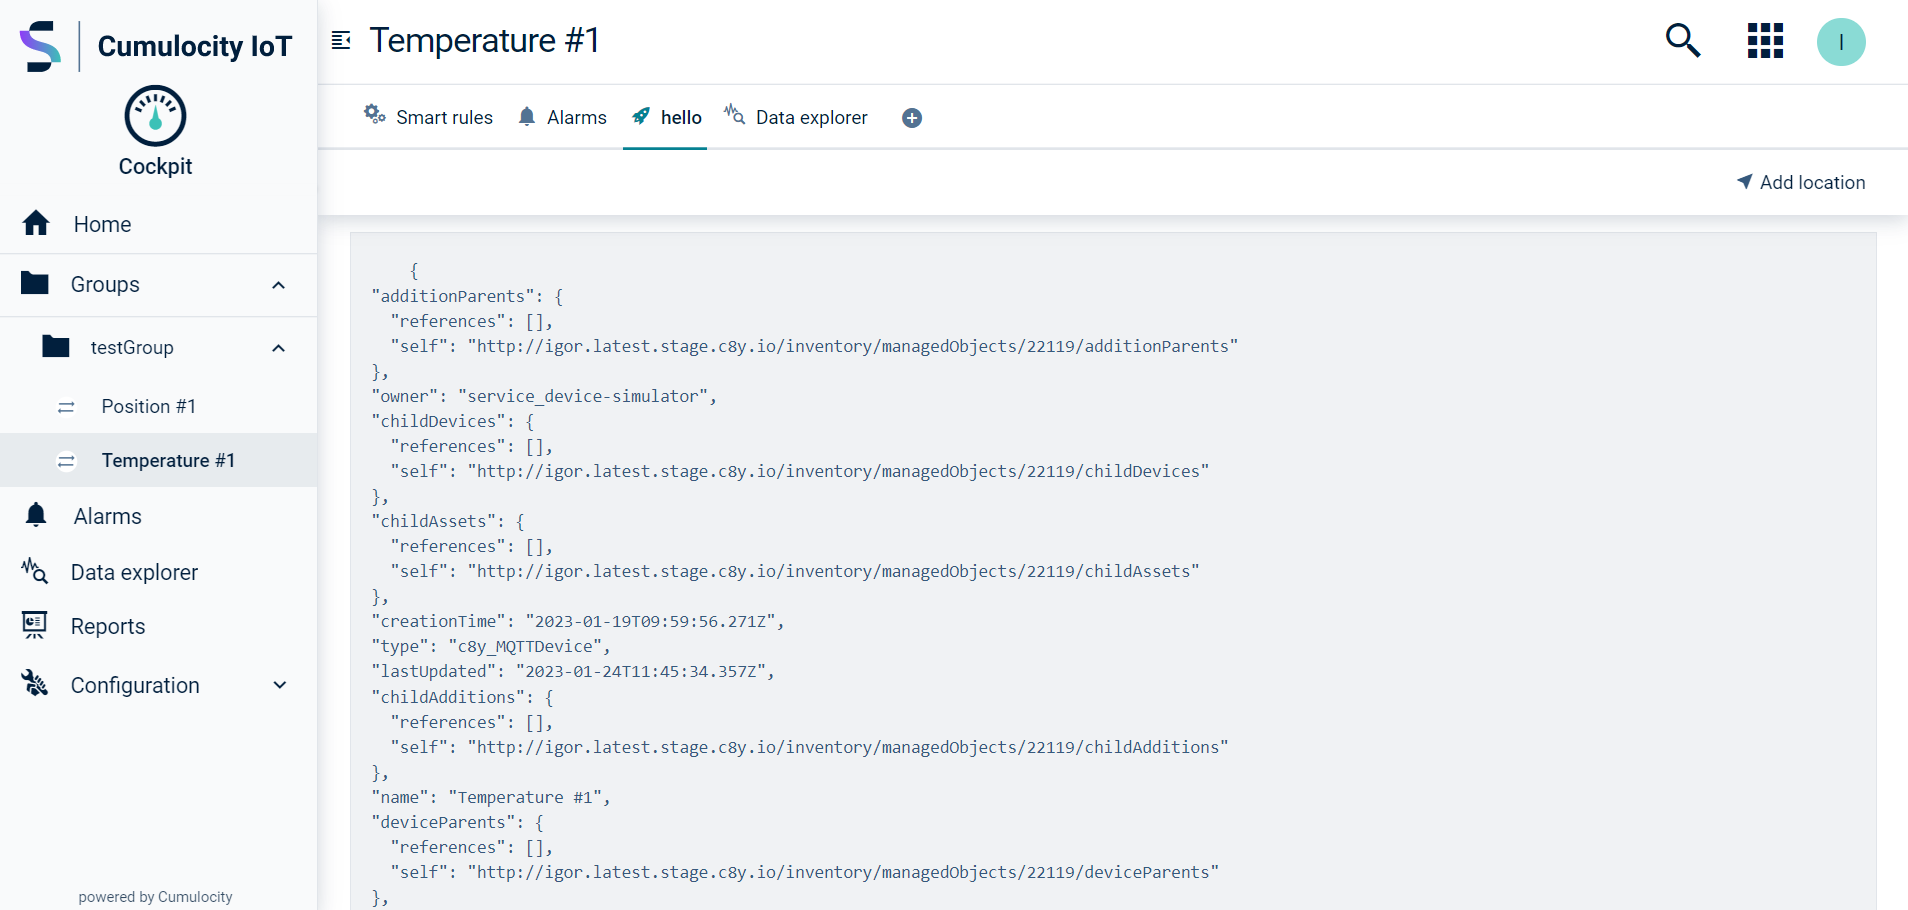 Cumulocity IoT
Cockpit
Home
Groups
testGroup
Position #1
Temperature #1
Alarms
Data explorer
Reports
Configuration
powered by Cumulocity
Temperature #1
I
Smart rules
Alarms
hello
Data explorer
Add location
{
"additionParents": {
"references": [],
"self": "http://igor.latest.stage.c8y.io/inventory/managedObjects/22119/additionParents"
},
"owner": "service_device-simulator",
"childDevices": {
"references": [],
"self": "http://igor.latest.stage.c8y.io/inventory/managedObjects/22119/childDevices"
},
"childAssets": {
"references": [],
"self": "http://igor.latest.stage.c8y.io/inventory/managedObjects/22119/childAssets"
},
"creationTime": "2023-01-19T09:59:56.271Z",
"type": "c8y_MQTTDevice",
"lastUpdated": "2023-01-24T11:45:34.357Z",
"childAdditions": {
"references": [],
"self": "http://igor.latest.stage.c8y.io/inventory/managedObjects/22119/childAdditions"
},
"name": "Temperature #1",
"deviceParents": {
"references": [],
"self": "http://igor.latest.stage.c8y.io/inventory/managedObjects/22119/deviceParents"
},